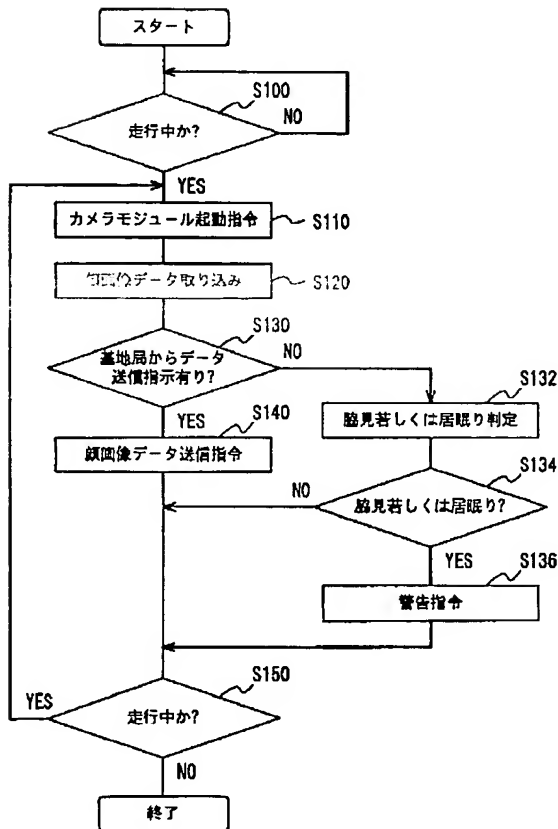 スタート
S100
走行中か?
NO
YES
カメラモジュール起動指令
S110
画像データ取り込み
S120
S130
基地局からデータ
送信指示有り?
NO
YES
S140
顔画像データ送信指令
S132
脇見若しくは居眠り判定
S134
脇見若しくは居眠り?
NO
YES
S136
警告指令
S150
走行中か?
YES
NO
終了